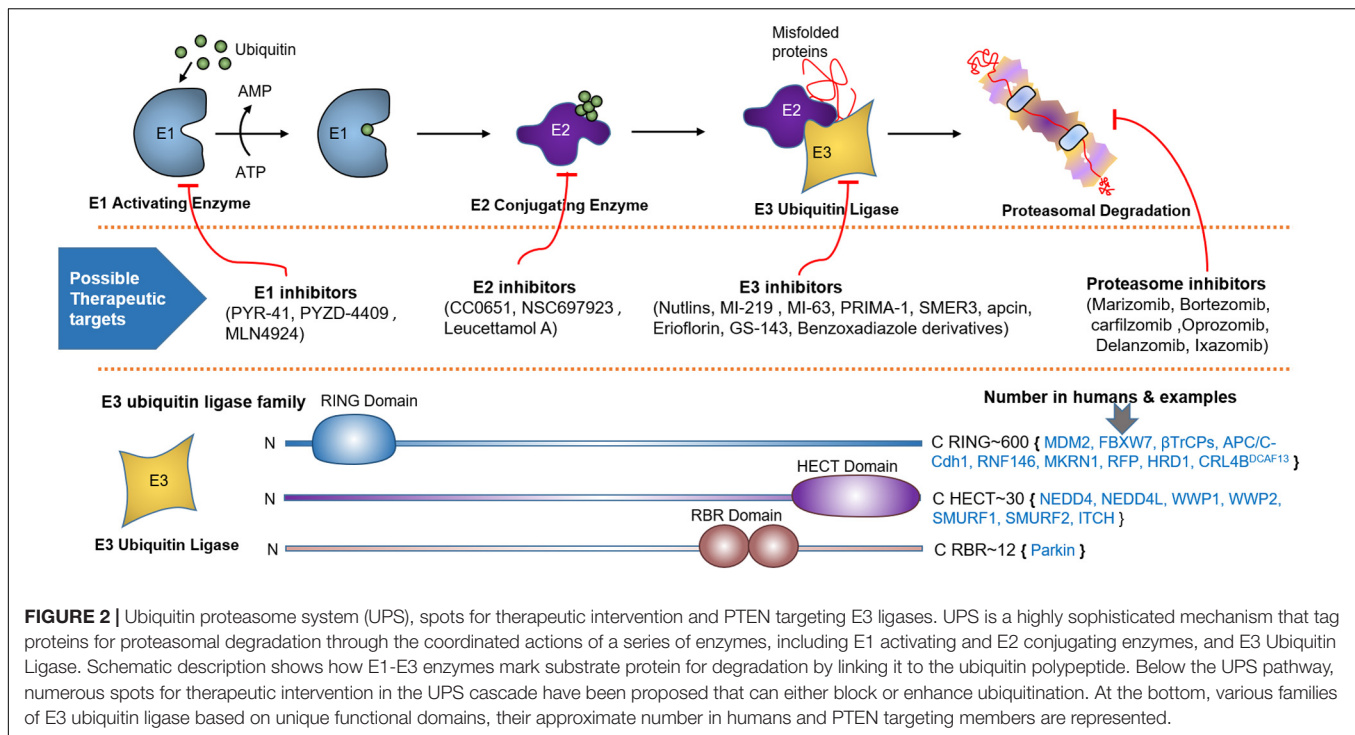 Ubiquitin
Misfolded
proteins
AMP
ATP
E1
E1
E2
E2
E3
E1 Activating Enzyme
E2 Conjugating Enzyme
E3 Ubiquitin Ligase
Proteasomal Degradation
Possible
Therapeutic
targets
E1 inhibitors
(PYR-41, PYZD-4409 ,
MLN4924)
E2 inhibitors
(CC0651, NSC697923 ,
Leucettamol A)
E3 inhibitors
(Nutlins, MI-219 , MI-63, PRIMA-1, SMER3, apcin,
Erioflorin, GS-143, Benzoxadiazole derivatives)
Proteasome inhibitors
(Marizomib, Bortezomib,
carfilzomib ,Oprozomib,
Delanzomib, Ixazomib)
E3 ubiquitin ligase family
Number in humans & examples
E3
E3 Ubiquitin Ligase
RING Domain
N
C RING~600 { MDM2, FBXW7, βTrCPs, APC/C-
Cdh1, RNF146, MKRN1, RFP, HRD1, CRL4B^DCAF13 }
HECT Domain
N
C HECT~30 { NEDD4, NEDD4L, WWP1, WWP2,
SMURF1, SMURF2, ITCH }
RBR Domain
N
C RBR~12 { Parkin }
FIGURE 2 | Ubiquitin proteasome system (UPS), spots for therapeutic intervention and PTEN targeting E3 ligases. UPS is a highly sophisticated mechanism that tag
proteins for proteasomal degradation through the coordinated actions of a series of enzymes, including E1 activating and E2 conjugating enzymes, and E3 Ubiquitin
Ligase. Schematic description shows how E1-E3 enzymes mark substrate protein for degradation by linking it to the ubiquitin polypeptide. Below the UPS pathway,
numerous spots for therapeutic intervention in the UPS cascade have been proposed that can either block or enhance ubiquitination. At the bottom, various families
of E3 ubiquitin ligase based on unique functional domains, their approximate number in humans and PTEN targeting members are represented.